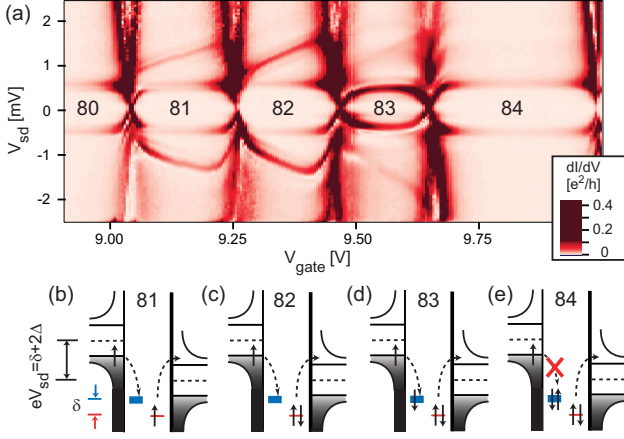 (a)
2
1
0
-1
-2
V_sd [mV]
80 81 82 83 84
9.00 9.25 9.50 9.75
V_gate [V]
dI/dV
[e²/h]
0.4
0.2
0
(b) 81 (c) 82 (d) 83 (e) 84
eV_sd=δ+2Δ
δ